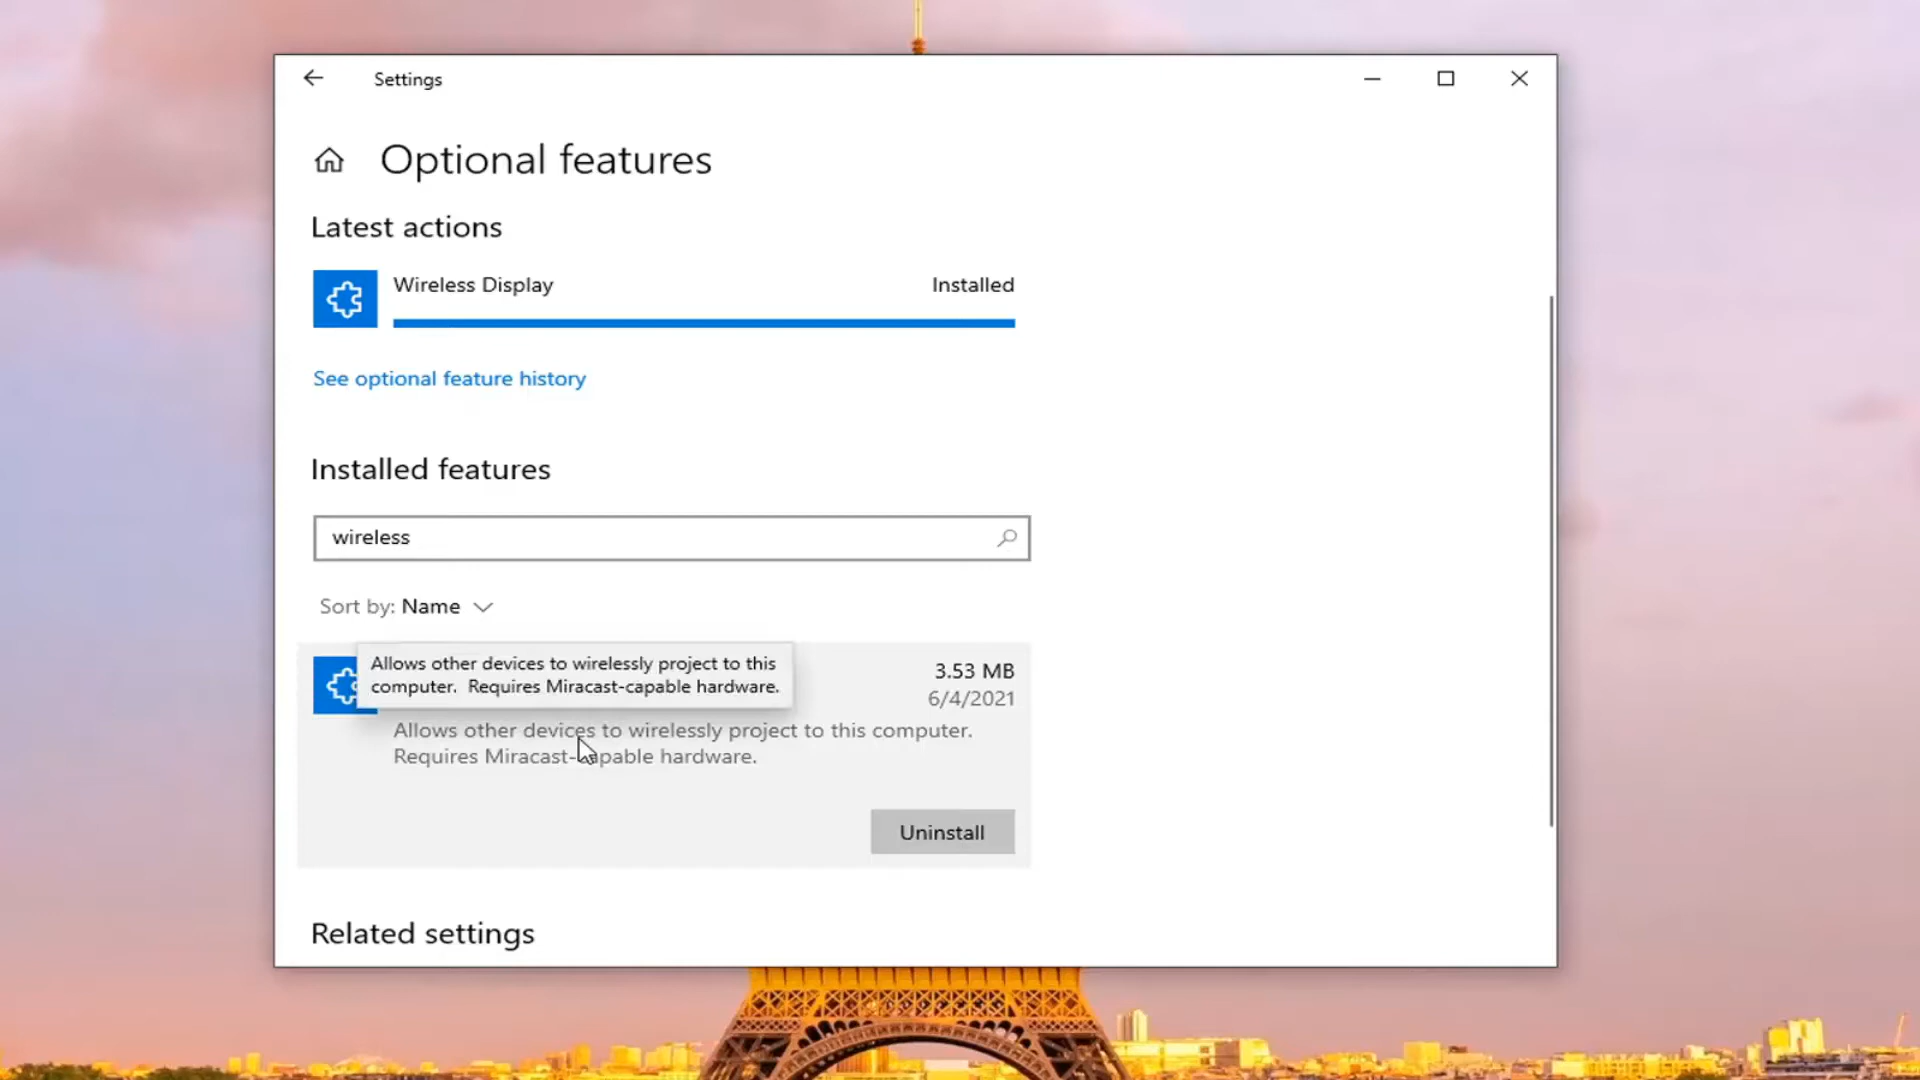 Settings
Optional features
Latest actions
Wireless Display Installed
See optional feature history
Installed features
wireless
Sort by: Name
Allows other devices to wirelessly project to this
computer. Requires Miracast-capable hardware.
3.53 MB
6/4/2021
Allows other devices to wirelessly project to this computer.
Requires Miracast-capable hardware.
Uninstall
Related settings